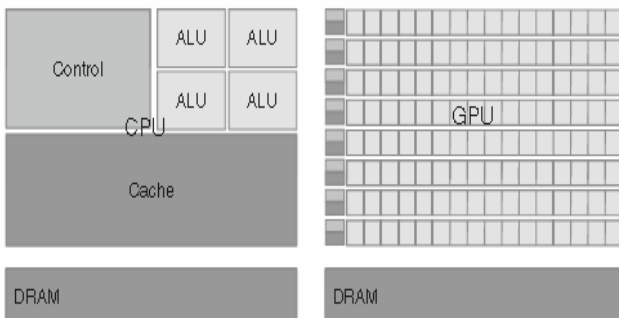 Control
ALU ALU
ALU ALU
CPU
Cache
DRAM
GPU
DRAM